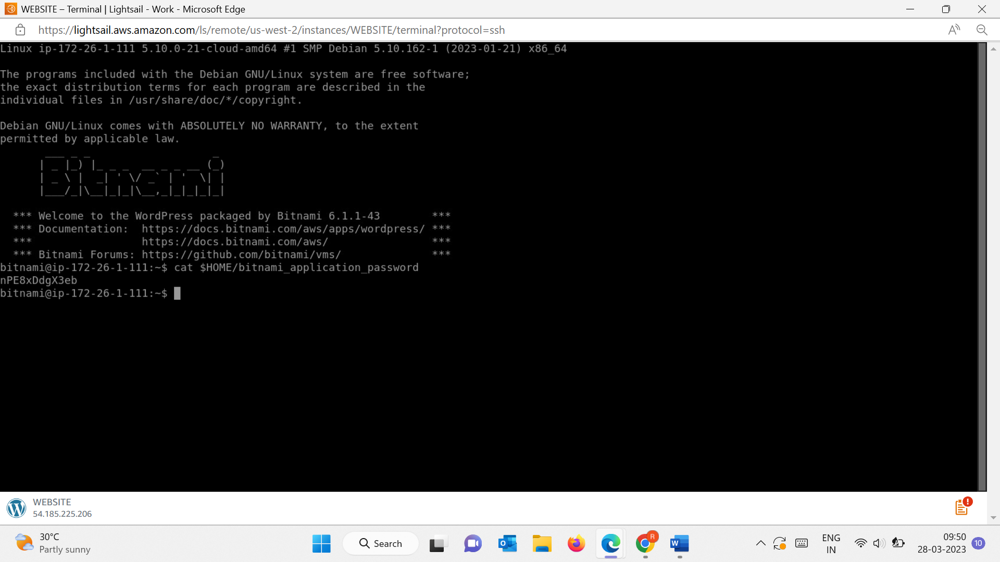 WEBSITE – Terminal | Lightsail - Work - Microsoft Edge
https://lightsail.aws.amazon.com/ls/remote/us-west-2/instances/WEBSITE/terminal?protocol=ssh
Linux ip-172-26-1-111 5.10.0-21-cloud-amd64 #1 SMP Debian 5.10.162-1 (2023-01-21) x86_64
The programs included with the Debian GNU/Linux system are free software;
the exact distribution terms for each program are described in the
individual files in /usr/share/doc/*/copyright.
Debian GNU/Linux comes with ABSOLUTELY NO WARRANTY, to the extent
permitted by applicable law.
Bitnami
*** Welcome to the WordPress packaged by Bitnami 6.1.1-43 ***
*** Documentation: https://docs.bitnami.com/aws/apps/wordpress/ ***
*** https://docs.bitnami.com/aws/ ***
*** Bitnami Forums: https://github.com/bitnami/vms/ ***
bitnami@ip-172-26-1-111:~$ cat $HOME/bitnami_application_password
nPE8xDdgX3eb
bitnami@ip-172-26-1-111:~$
WEBSITE
54.185.225.206
30°C
Partly sunny
Search
R
ENG
IN
09:50
28-03-2023
10